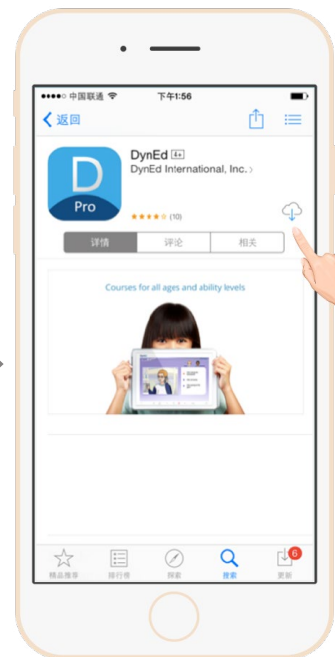 中国联通 下午1:56
返回
DynEd 4+
DynEd International, Inc.
D
Pro
(10)
详情 评论 相关
Courses for all ages and ability levels
6
精品推荐 排行榜 探索 搜索 更新